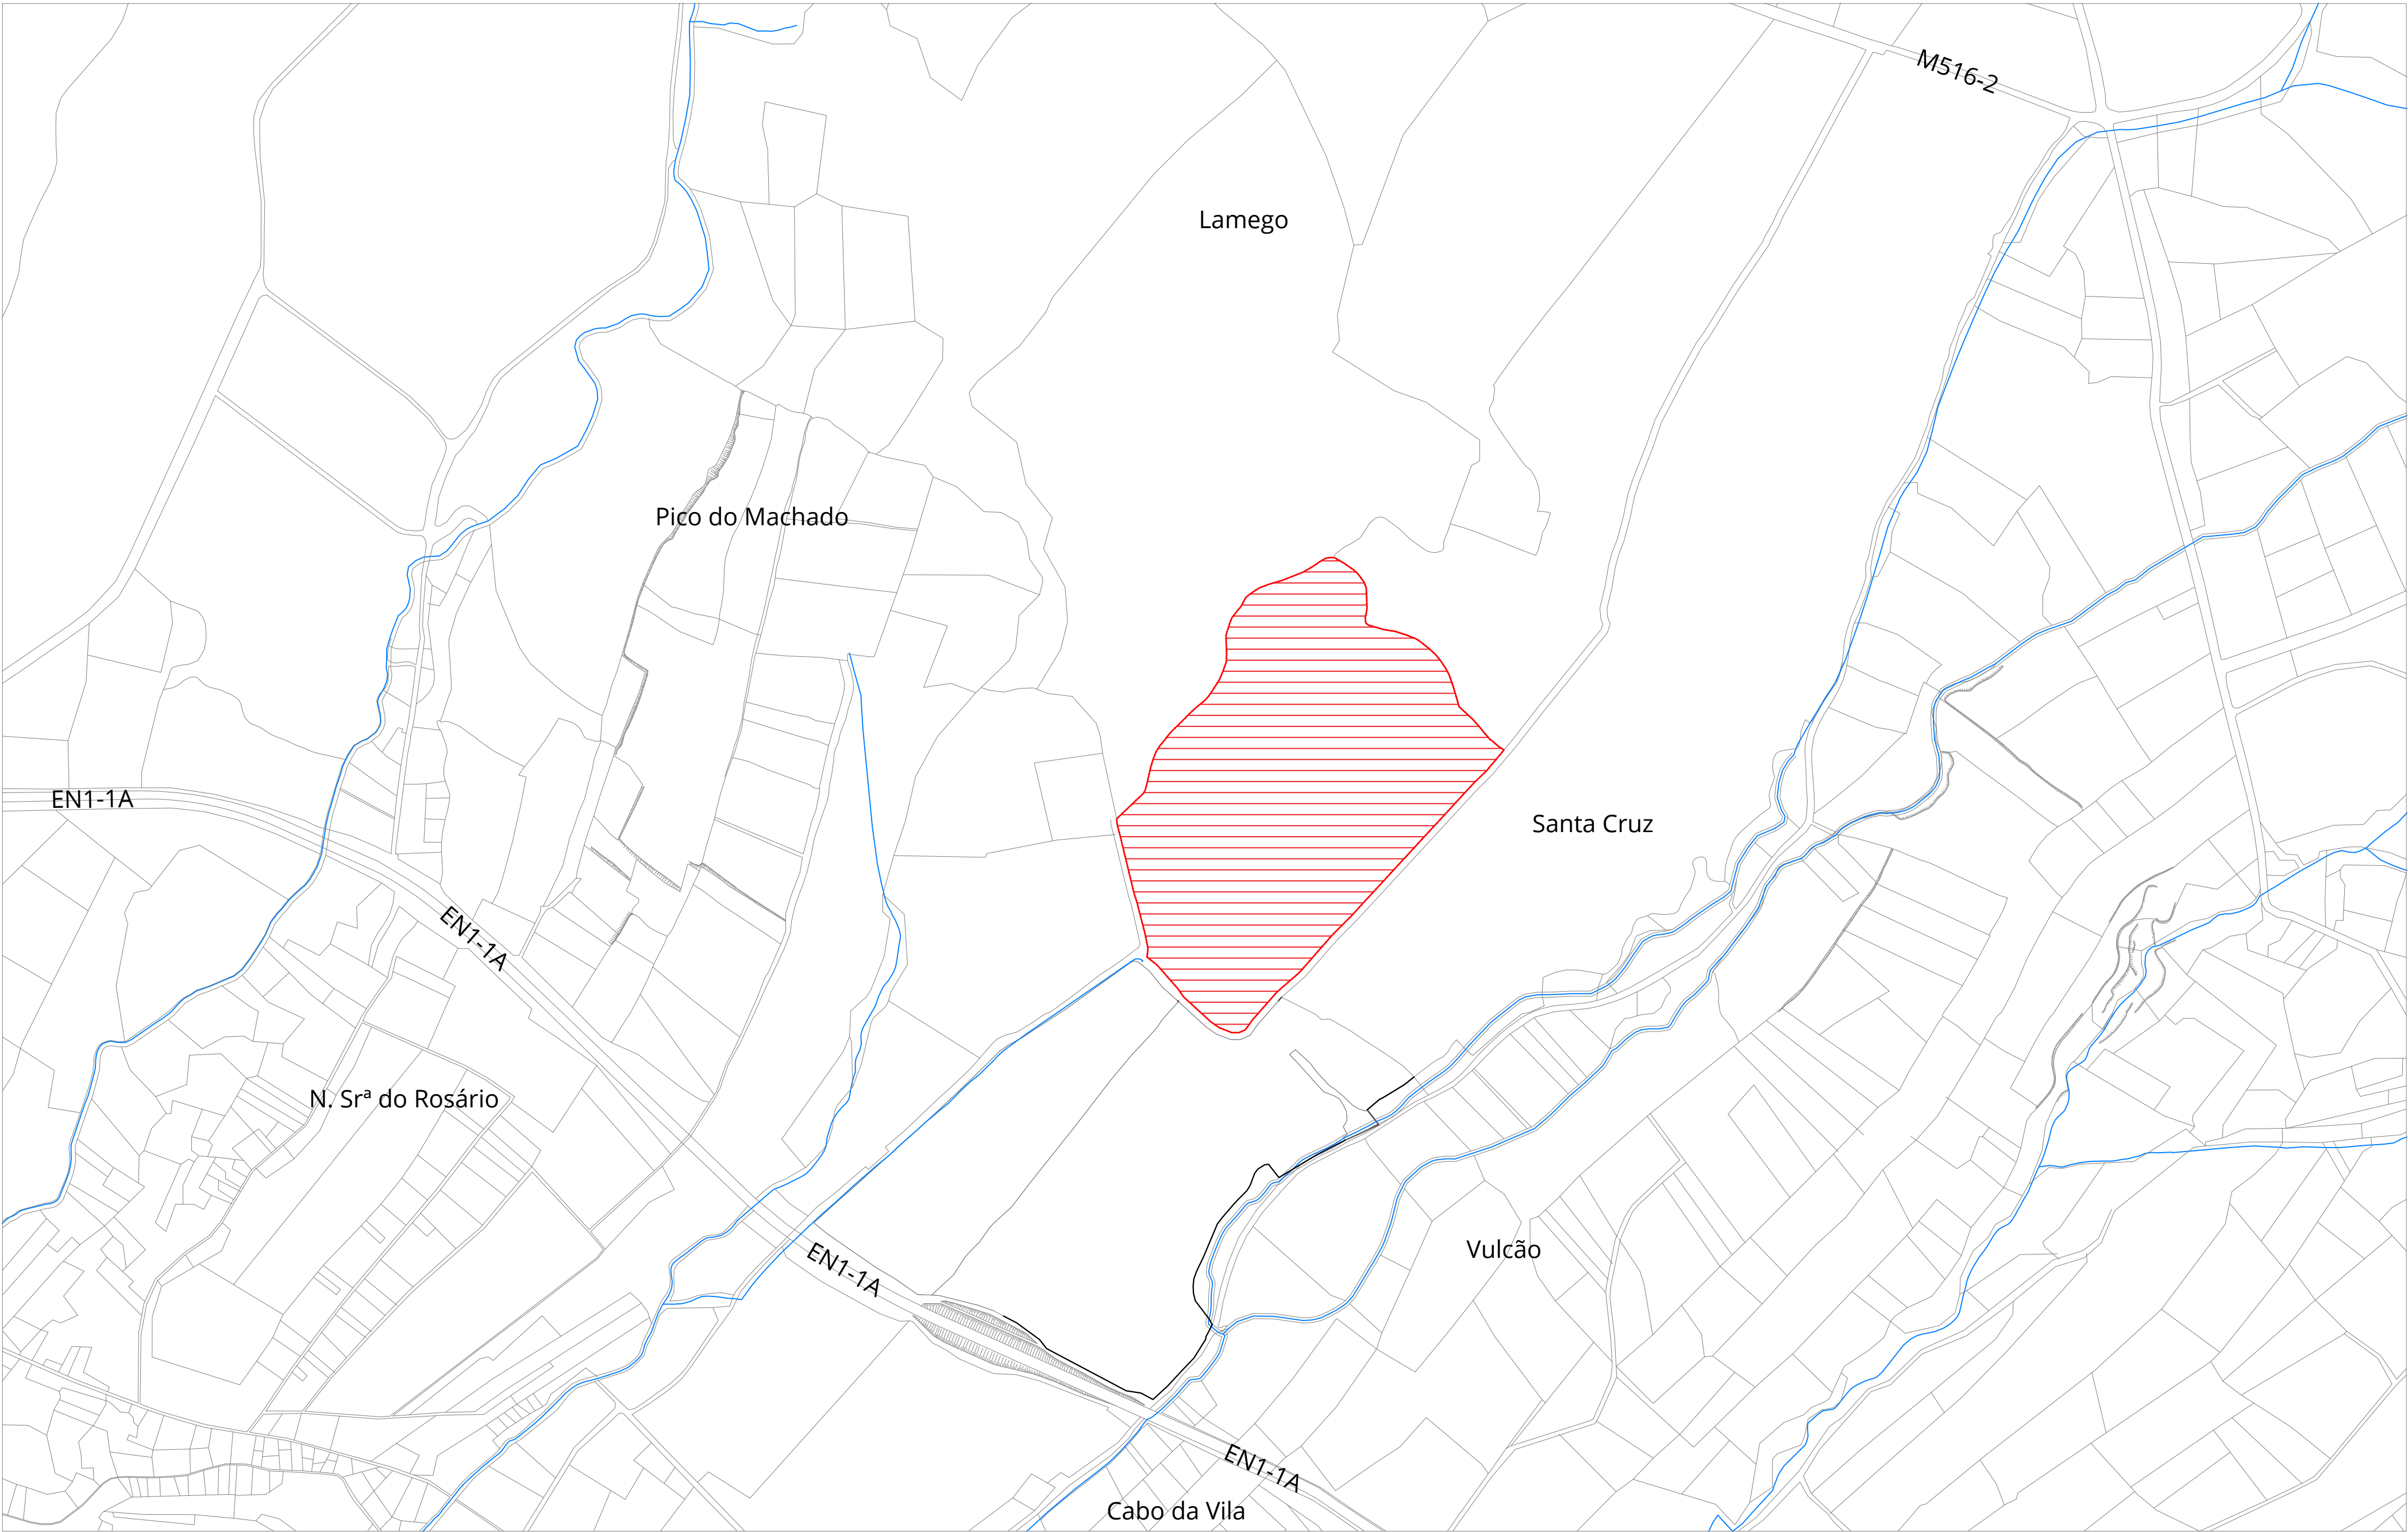 M516-2
Lamego
Pico do Machado
EN1-1A
Santa Cruz
EN1-1A
N. Srª do Rosário
EN1-1A
Vulcão
EN1-1A
Cabo da Vila